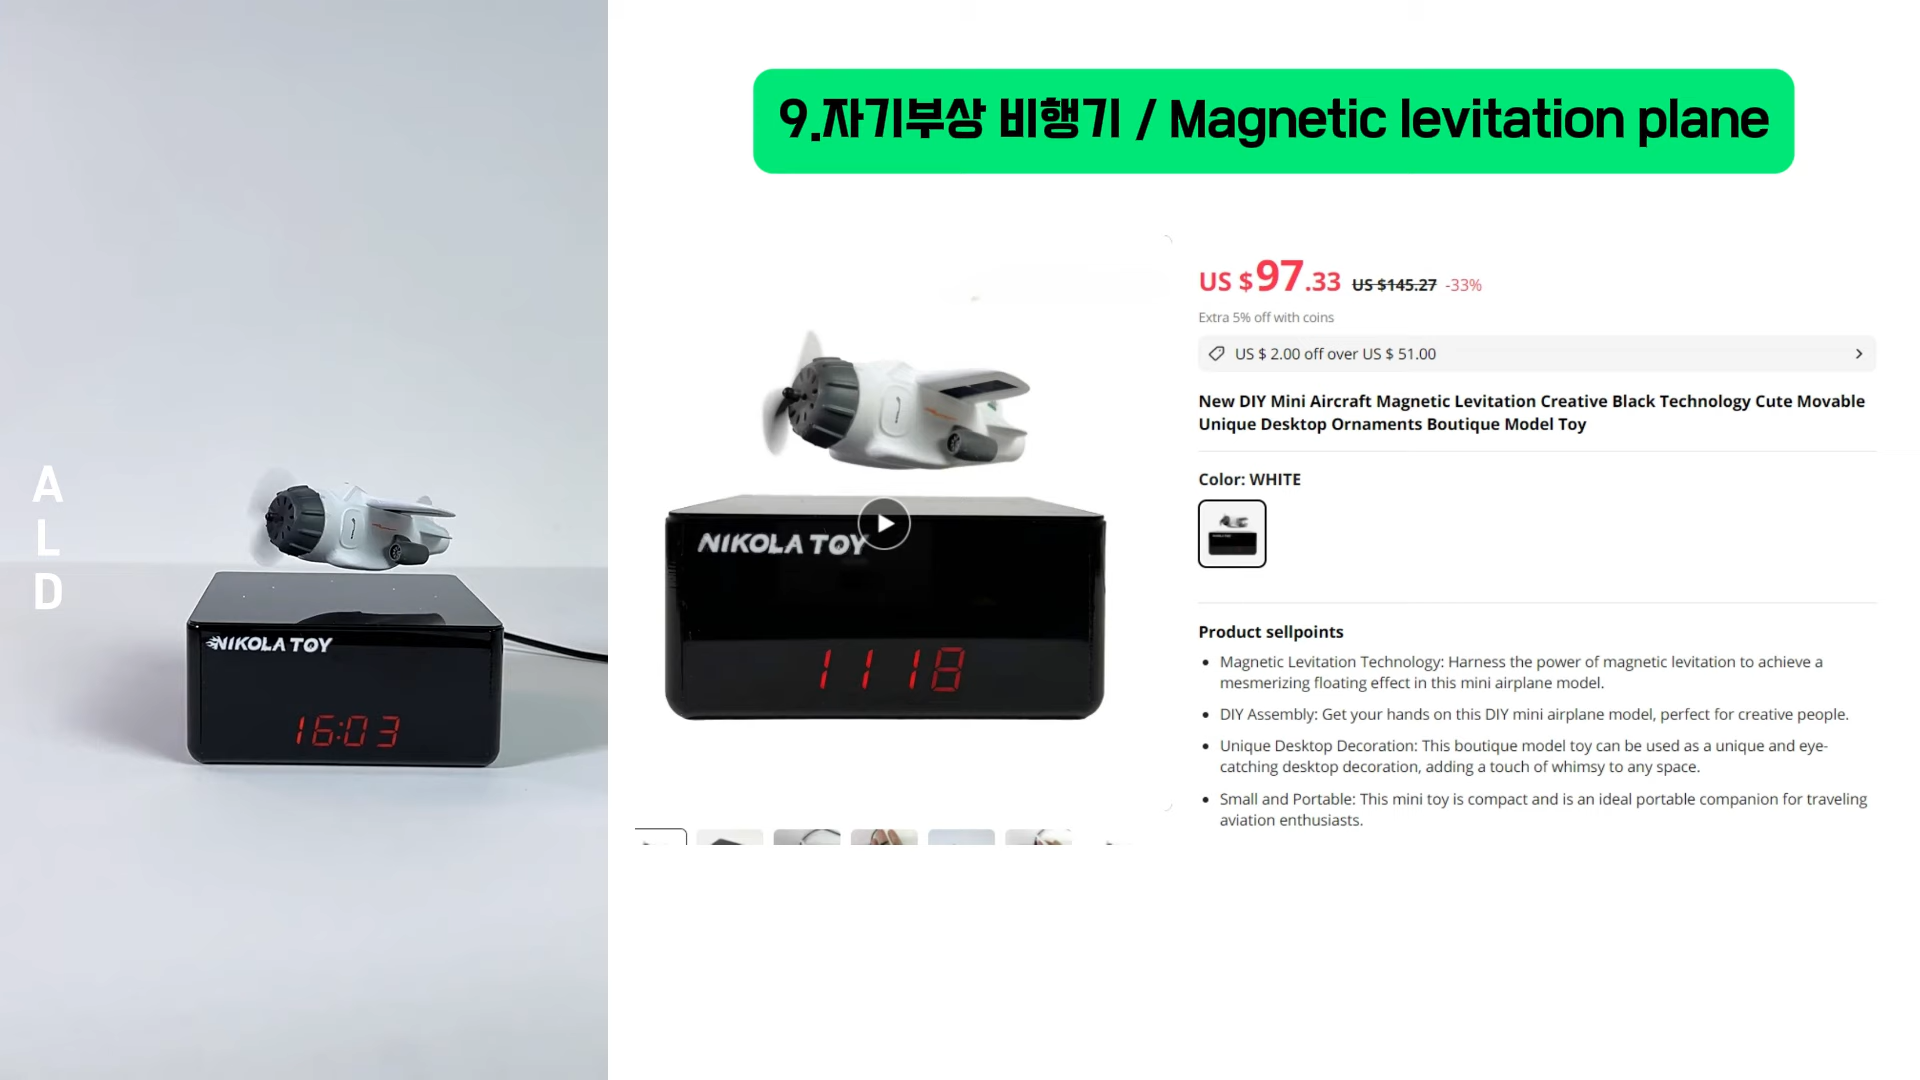 9.자기부상 비행기 / Magnetic levitation plane
A
L
D
NIKOLA TOY
16:03
NIKOLA TOY
11 18
US $97.33 US $145.27 -33%
Extra 5% off with coins
US $ 2.00 off over US $ 51.00
New DIY Mini Aircraft Magnetic Levitation Creative Black Technology Cute Movable
Unique Desktop Ornaments Boutique Model Toy
Color: WHITE
Product sellpoints
• Magnetic Levitation Technology: Harness the power of magnetic levitation to achieve a
mesmerizing floating effect in this mini airplane model.
• DIY Assembly: Get your hands on this DIY mini airplane model, perfect for creative people.
• Unique Desktop Decoration: This boutique model toy can be used as a unique and eye-
catching desktop decoration, adding a touch of whimsy to any space.
• Small and Portable: This mini toy is compact and is an ideal portable companion for traveling
aviation enthusiasts.